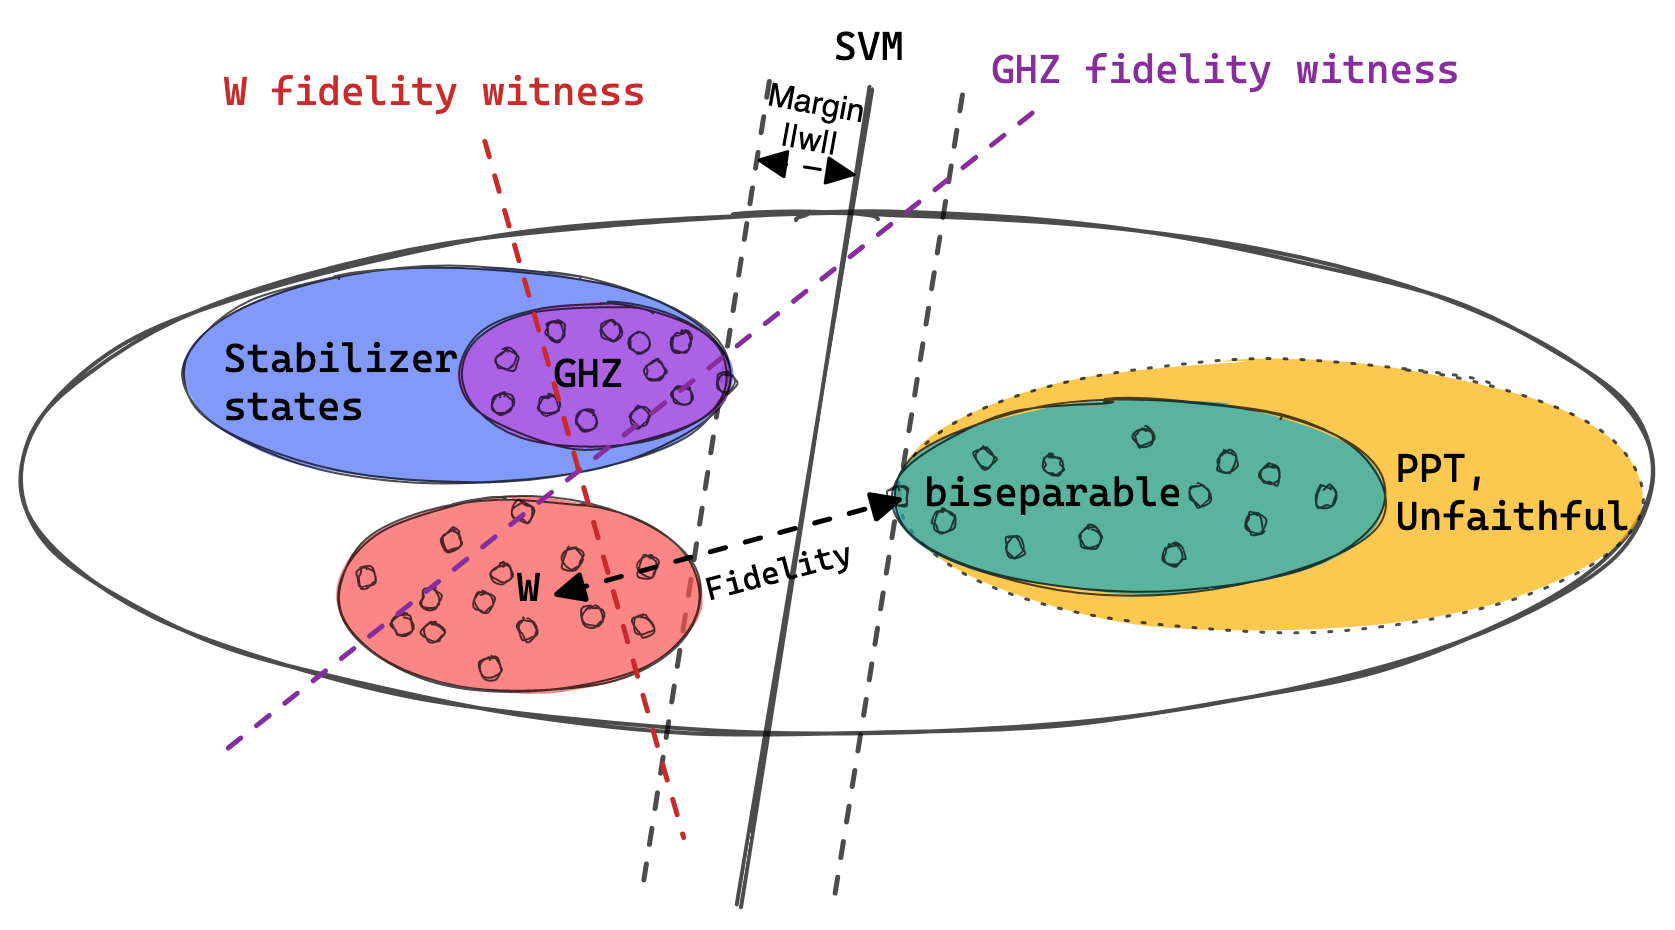 SVM
GHZ fidelity witness
W fidelity witness
Margin
||w||
Stabilizer
states
GHZ
PPT,
Unfaithful
biseparable
W
Fidelity